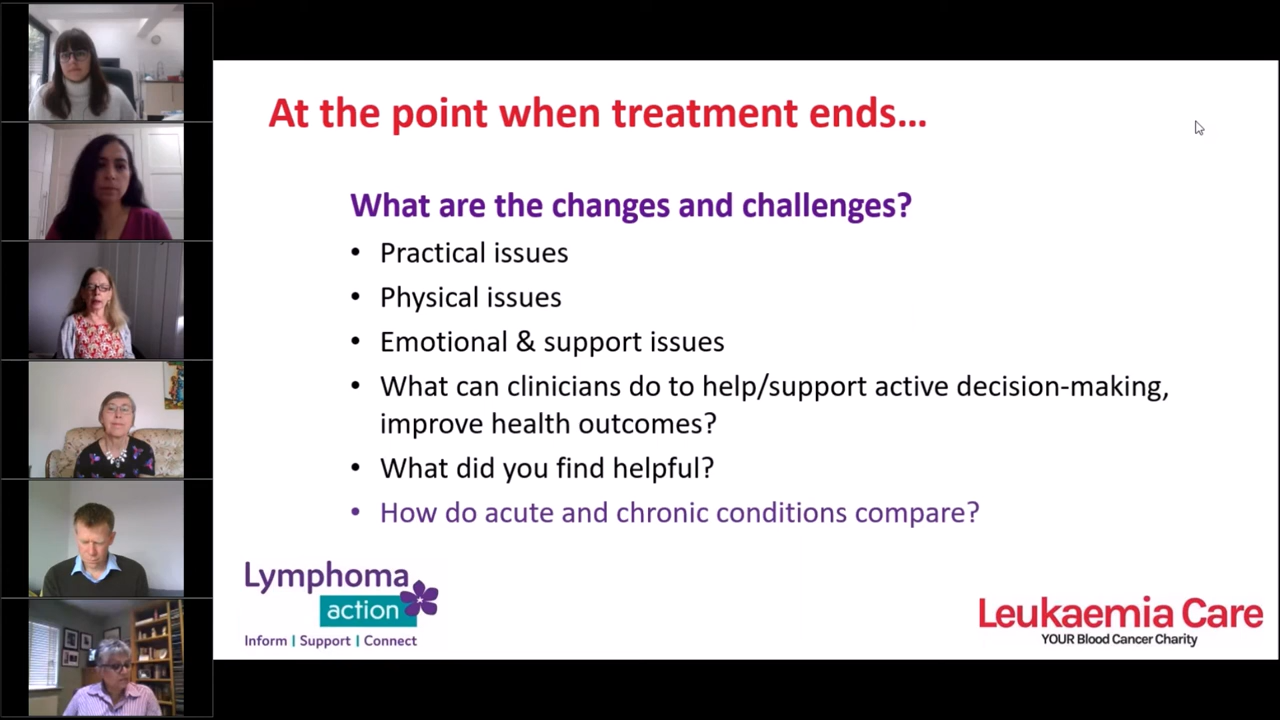 At the point when treatment ends...
What are the changes and challenges?
• Practical issues
• Physical issues
• Emotional & support issues
• What can clinicians do to help/support active decision-making,
improve health outcomes?
• What did you find helpful?
• How do acute and chronic conditions compare?
Lymphoma
action
Inform | Support | Connect
Leukaemia Care
YOUR Blood Cancer Charity